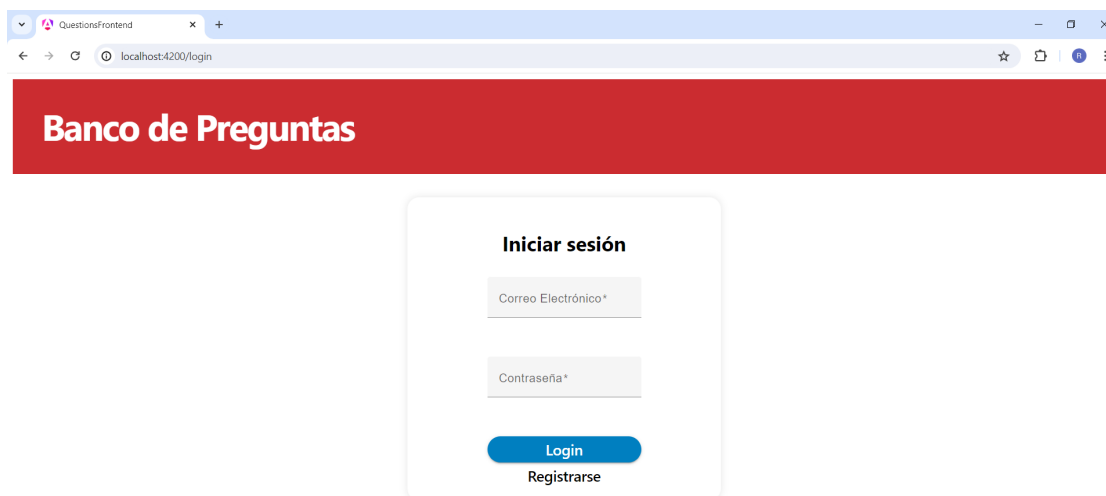 QuestionsFrontend
localhost:4200/login
R
Banco de Preguntas
Iniciar sesión
Correo Electrónico*
Contraseña*
Login
Registrarse